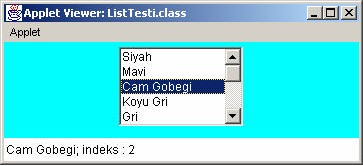 Applet Viewer: ListTesti.class
Applet
Siyah
Mavi
Cam Gobegi
Koyu Gri
Gri
Cam Gobegi; indeks : 2